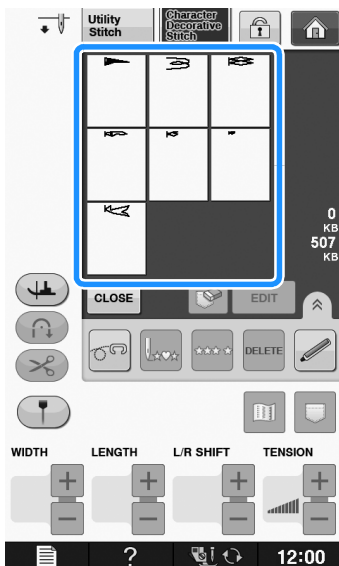 Utility
Stitch
Character
Decorative
Stitch
0
KB
507
KB
CLOSE
EDIT
DELETE
WIDTH
LENGTH
L/R SHIFT
TENSION
+
+
+
+
−
−
−
−
?
12:00